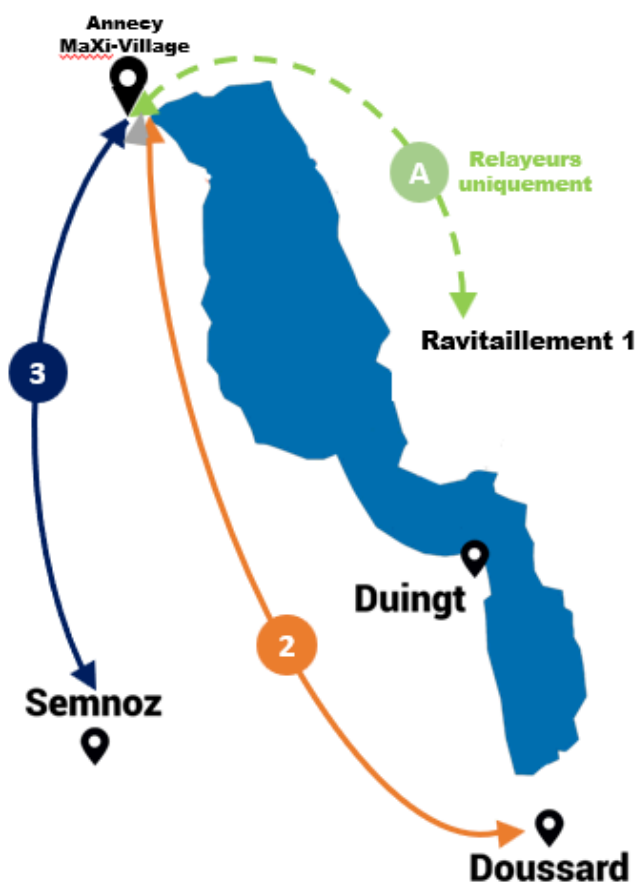 Annecy
MaXi-Village
A
Relayeurs
uniquement
Ravitaillement 1
3
Duingt
2
Semnoz
Doussard